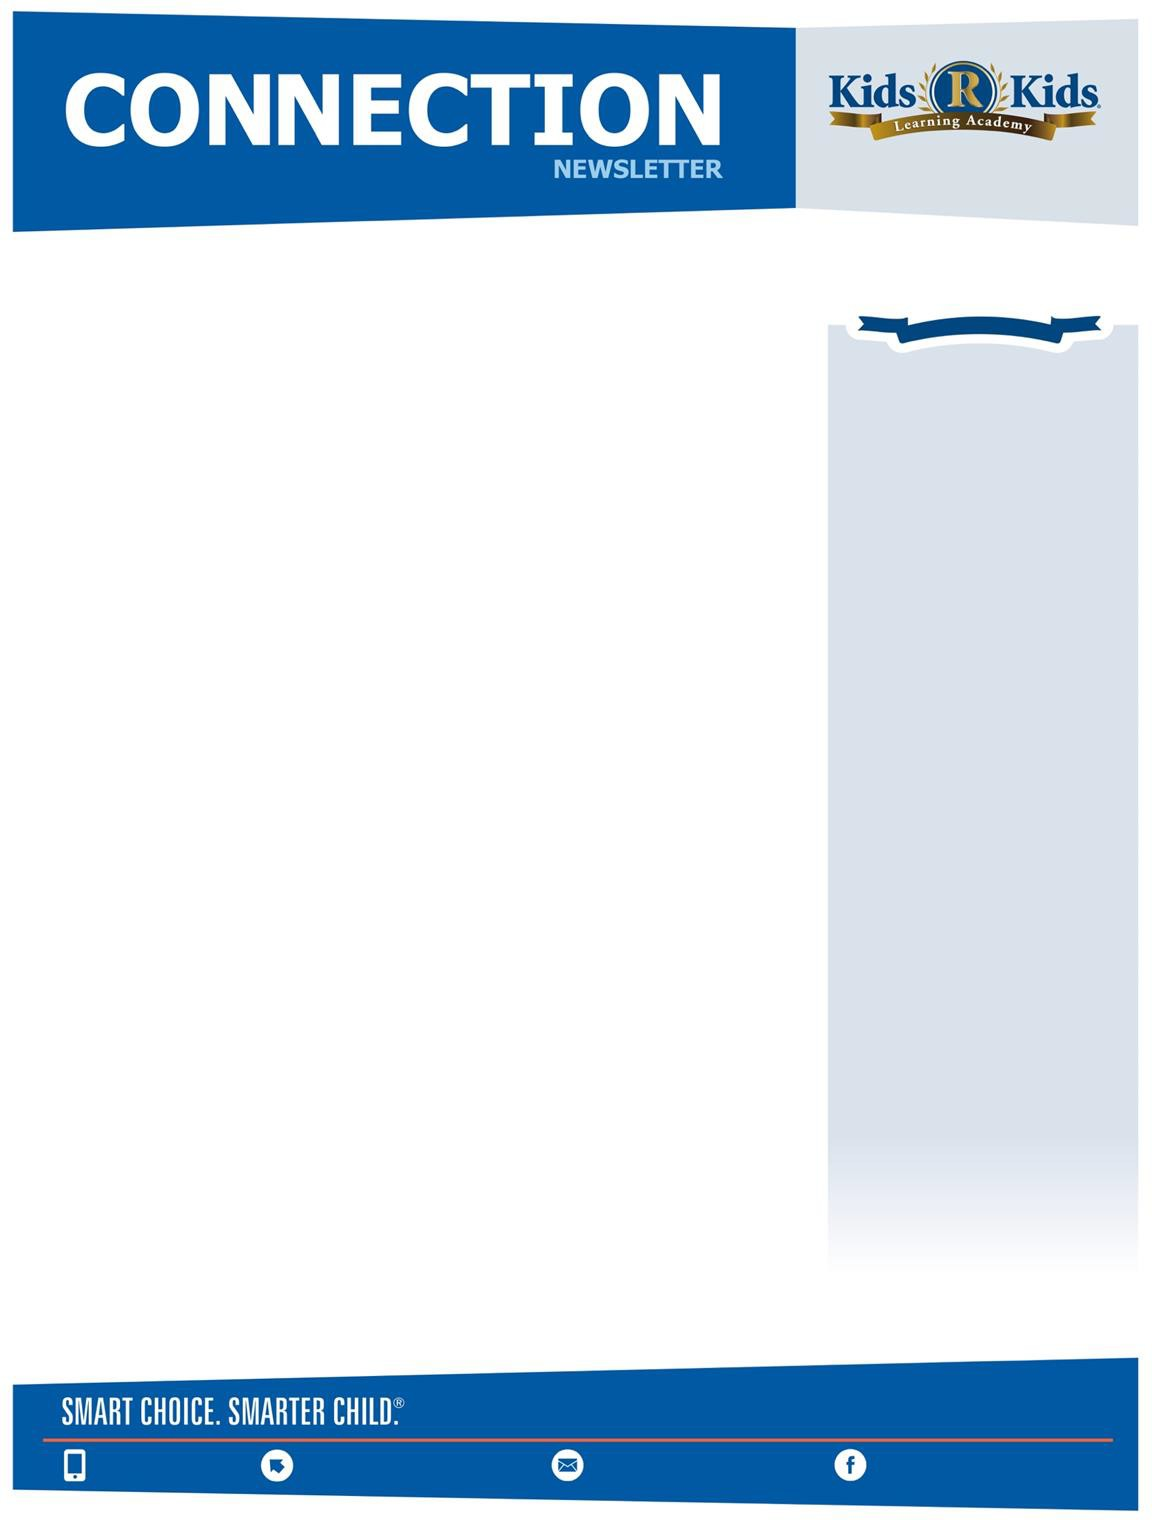 CONNECTION
NEWSLETTER
Kids R Kids®
Learning Academy
SMART CHOICE. SMARTER CHILD.®